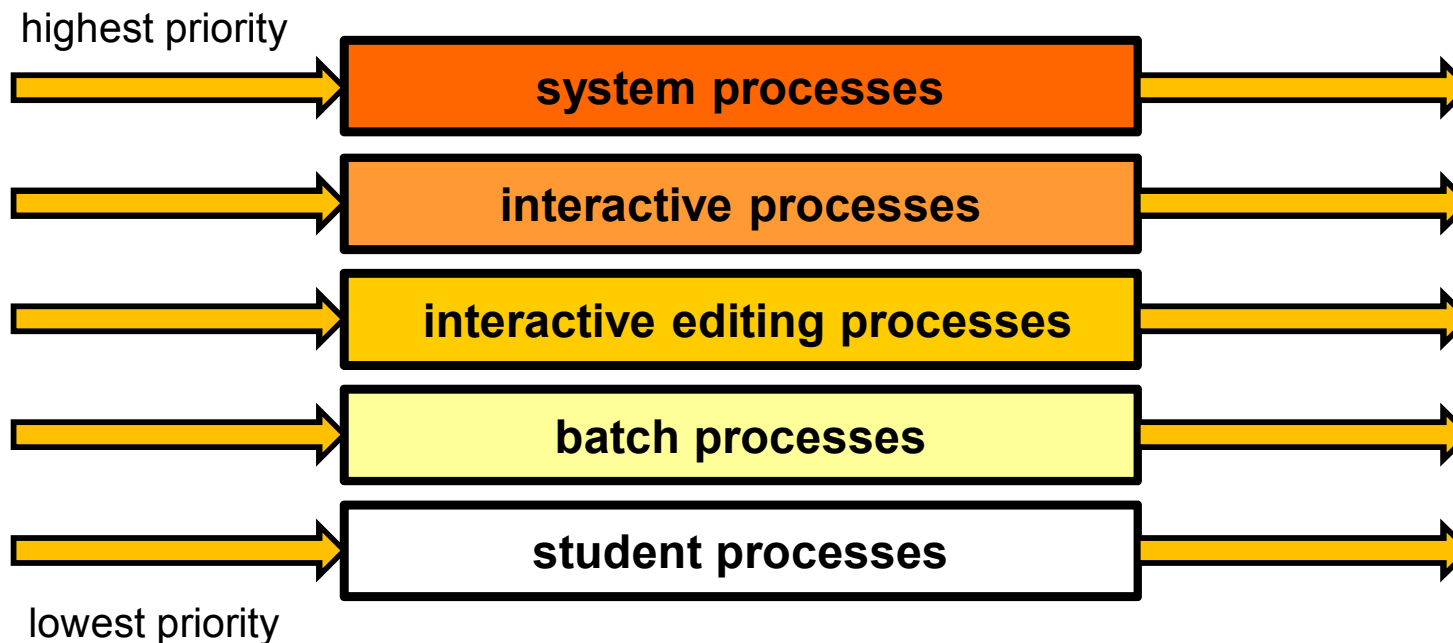 highest priority
system processes
interactive processes
interactive editing processes
batch processes
student processes
lowest priority